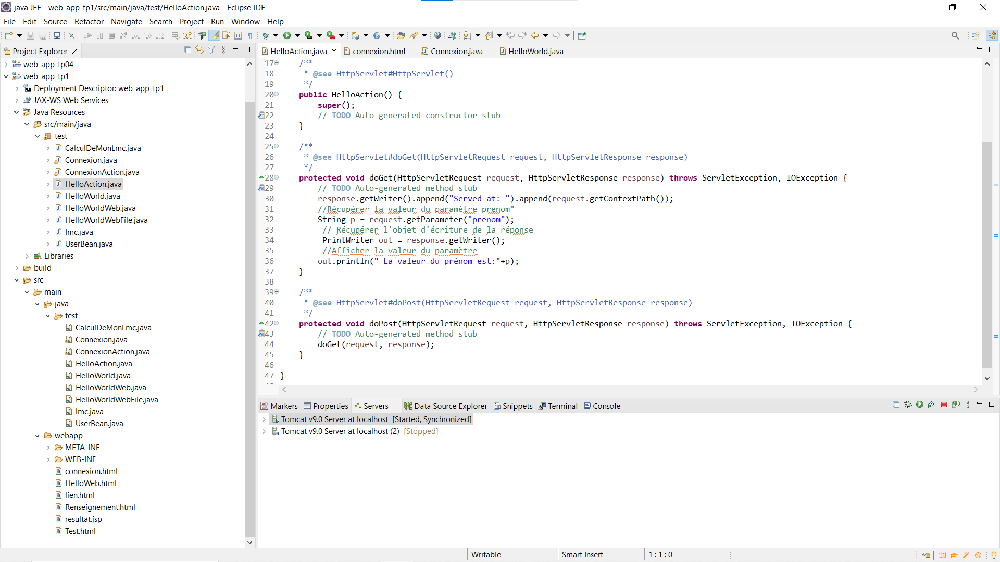 java JEE - web_app_tp1/src/main/java/test/HelloAction.java - Eclipse IDE
File Edit Source Refactor Navigate Search Project Run Window Help
Project Explorer
web_app_tp04
web_app_tp1
Deployment Descriptor: web_app_tp1
JAX-WS Web Services
Java Resources
src/main/java
test
CalculDeMonLmc.java
Connexion.java
ConnexionAction.java
HelloAction.java
HelloWorld.java
HelloWorldWeb.java
HelloWorldWebFile.java
Imc.java
UserBean.java
Libraries
build
src
main
java
test
CalculDeMonLmc.java
Connexion.java
ConnexionAction.java
HelloAction.java
HelloWorld.java
HelloWorldWeb.java
HelloWorldWebFile.java
Imc.java
UserBean.java
webapp
META-INF
WEB-INF
connexion.html
HelloWeb.html
lien.html
Renseignement.html
resultat.jsp
Test.html
HelloAction.java connexion.html Connexion.java HelloWorld.java
17 /**
18 * @see HttpServlet#HttpServlet()
19 */
20 public HelloAction() {
21 super();
22 // TODO Auto-generated constructor stub
23 }
24
25 /**
26 * @see HttpServlet#doGet(HttpServletRequest request, HttpServletResponse response)
27 */
28 protected void doGet(HttpServletRequest request, HttpServletResponse response) throws ServletException, IOException {
29 // TODO Auto-generated method stub
30 response.getWriter().append("Served at: ").append(request.getContextPath());
31 //Récupérer la valeur du paramètre prenom"
32 String p = request.getParameter("prenom");
33 // Récupérer l'objet d'écriture de la réponse
34 PrintWriter out = response.getWriter();
35 //Afficher la valeur du paramètre
36 out.println(" La valeur du prénom est:"+p);
37 }
38
39 /**
40 * @see HttpServlet#doPost(HttpServletRequest request, HttpServletResponse response)
41 */
42 protected void doPost(HttpServletRequest request, HttpServletResponse response) throws ServletException, IOException {
43 // TODO Auto-generated method stub
44 doGet(request, response);
45 }
46
47 }
Markers Properties Servers Data Source Explorer Snippets Terminal Console
Tomcat v9.0 Server at localhost [Started, Synchronized]
Tomcat v9.0 Server at localhost (2) [Stopped]
Writable Smart Insert 1 : 1 : 0